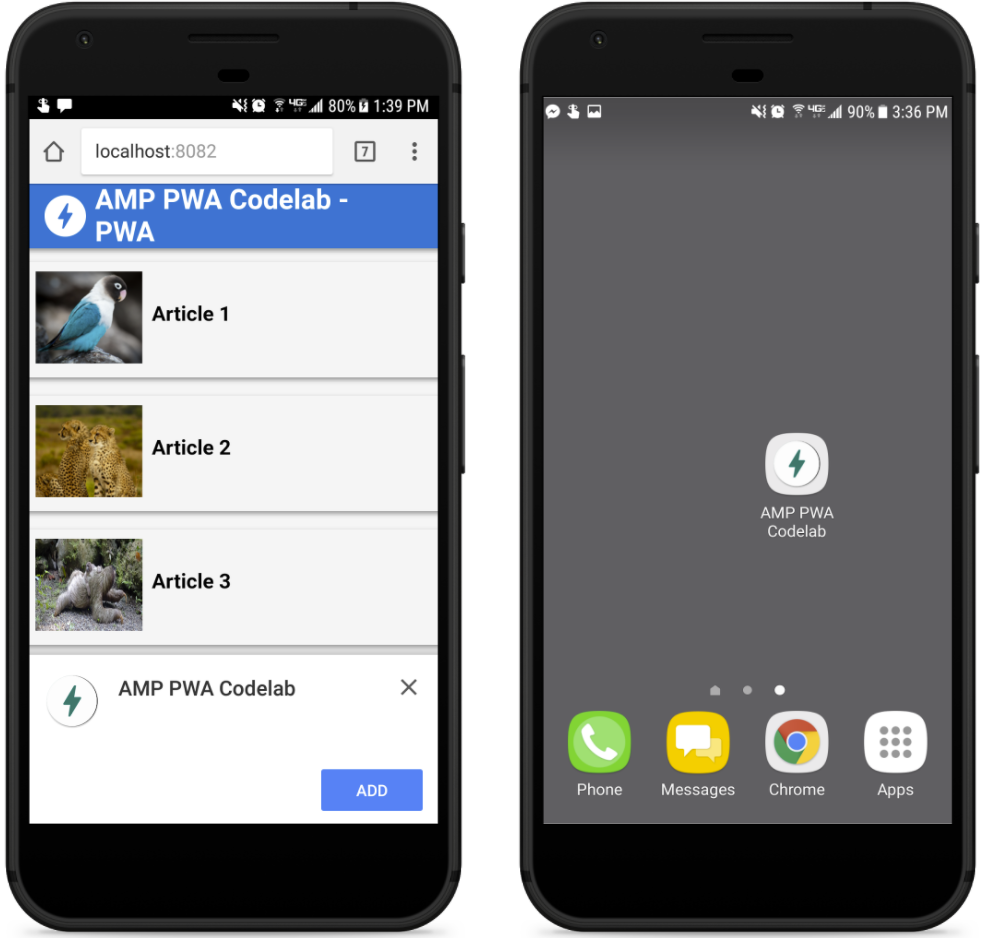 80% 1:39 PM
localhost:8082
7
AMP PWA Codelab -
PWA
Article 1
Article 2
Article 3
AMP PWA Codelab
ADD
4GE 90% 3:36 PM
AMP PWA
Codelab
Phone
Messages
Chrome
Apps